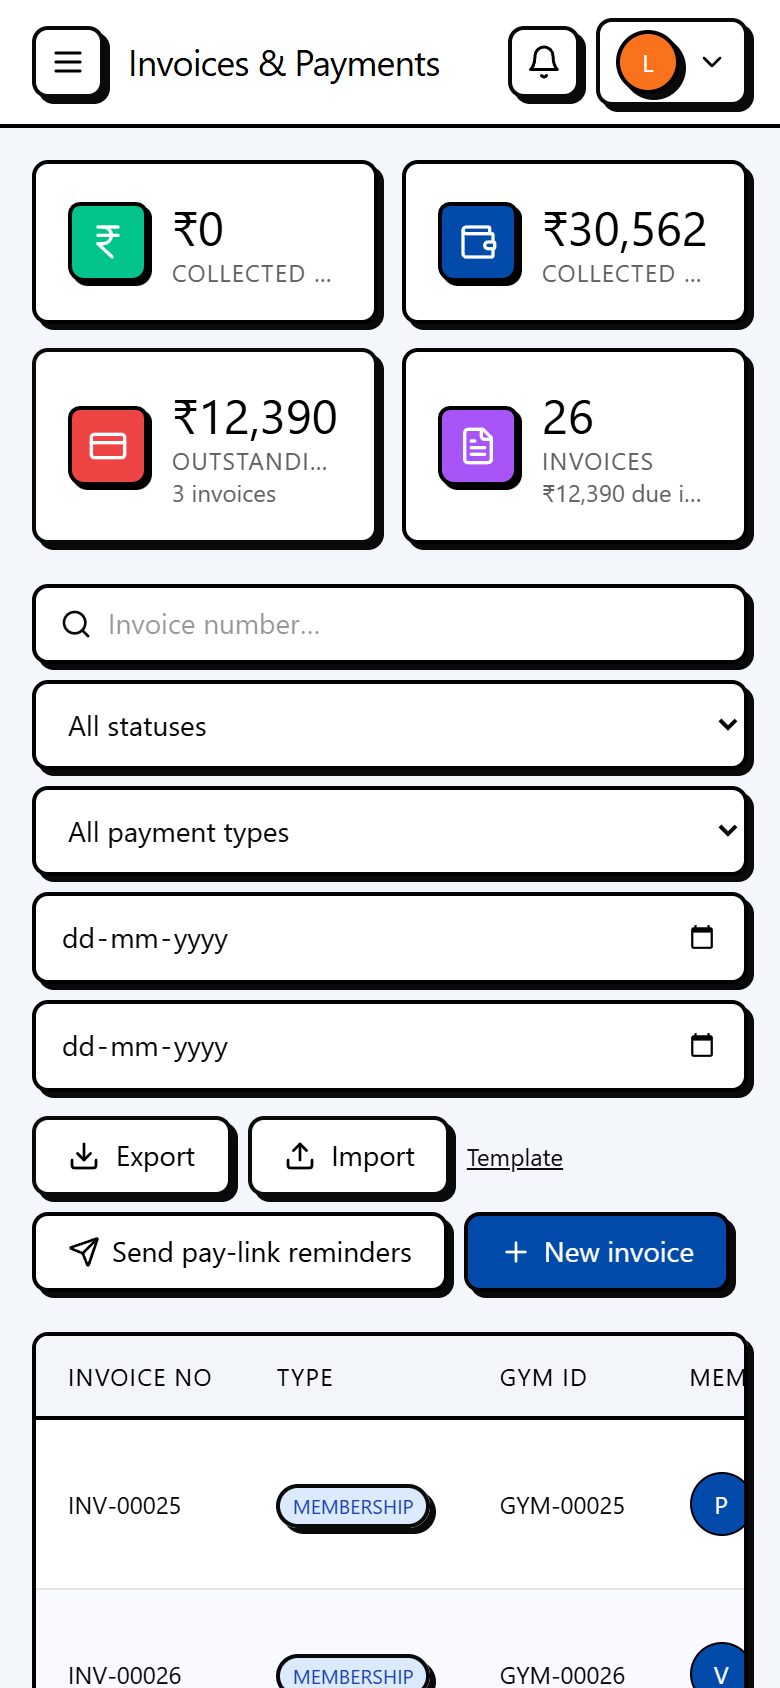 Invoices & Payments
L
₹0
COLLECTED ...
₹30,562
COLLECTED ...
₹12,390
OUTSTANDI...
3 invoices
26
INVOICES
₹12,390 due i...
Invoice number...
All statuses
All payment types
dd-mm-yyyy
dd-mm-yyyy
Export
Import
Template
Send pay-link reminders
New invoice
INVOICE NO TYPE GYM ID MEM
INV-00025 MEMBERSHIP GYM-00025 P
INV-00026 MEMBERSHIP GYM-00026 V